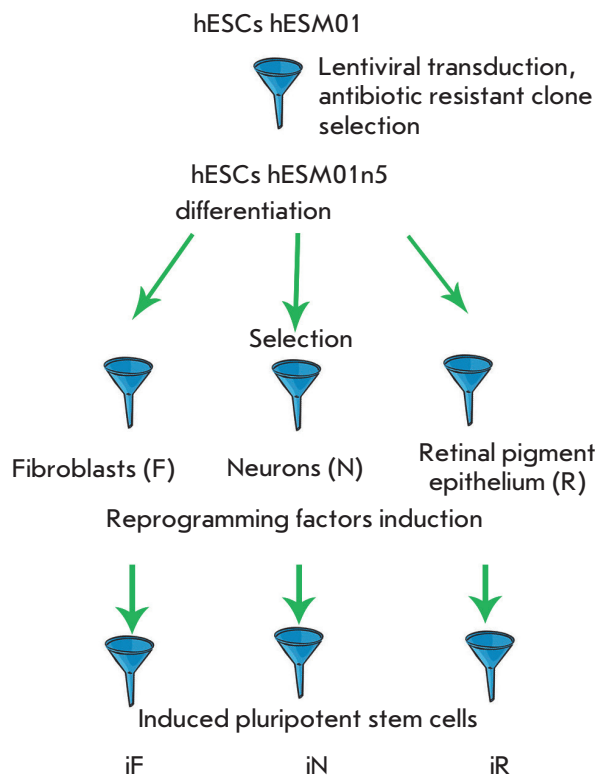 hESCs hESM01
Lentiviral transduction,
antibiotic resistant clone
selection
hESCs hESM01n5
differentiation
Selection
Fibroblasts (F)
Neurons (N)
Retinal pigment
epithelium (R)
Reprogramming factors induction
Induced pluripotent stem cells
iF iN iR